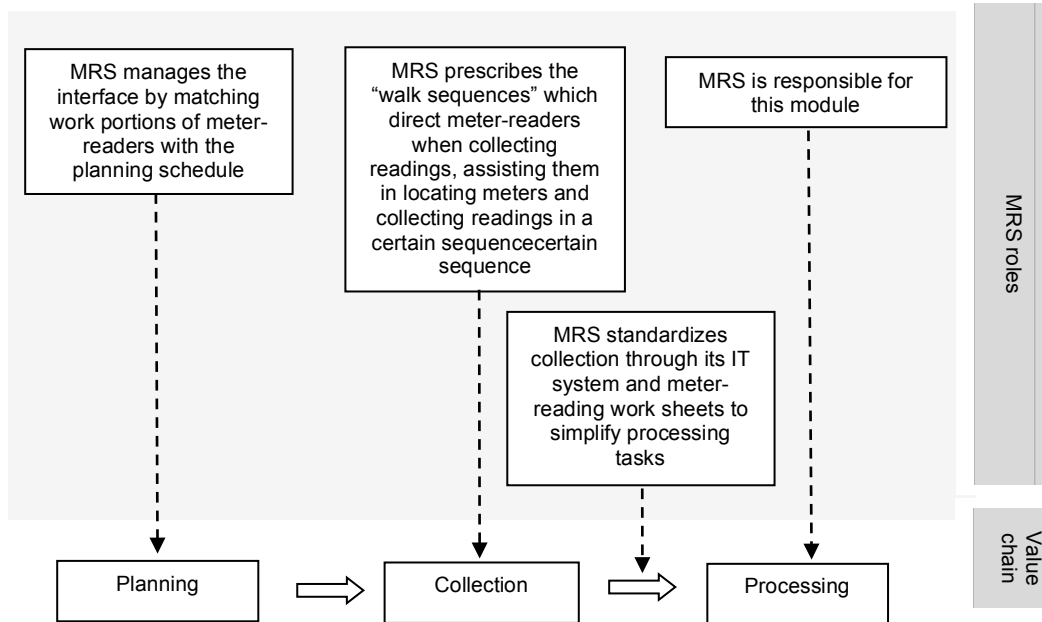 MRS manages the
interface by matching
work portions of meter-
readers with the
planning schedule
MRS prescribes the
“walk sequences” which
direct meter-readers
when collecting
readings, assisting them
in locating meters and
collecting readings in a
certain sequencecertain
sequence
MRS is responsible for
this module
MRS standardizes
collection through its IT
system and meter-
reading work sheets to
simplify processing
tasks
MRS roles
Planning
Collection
Processing
Value
chain